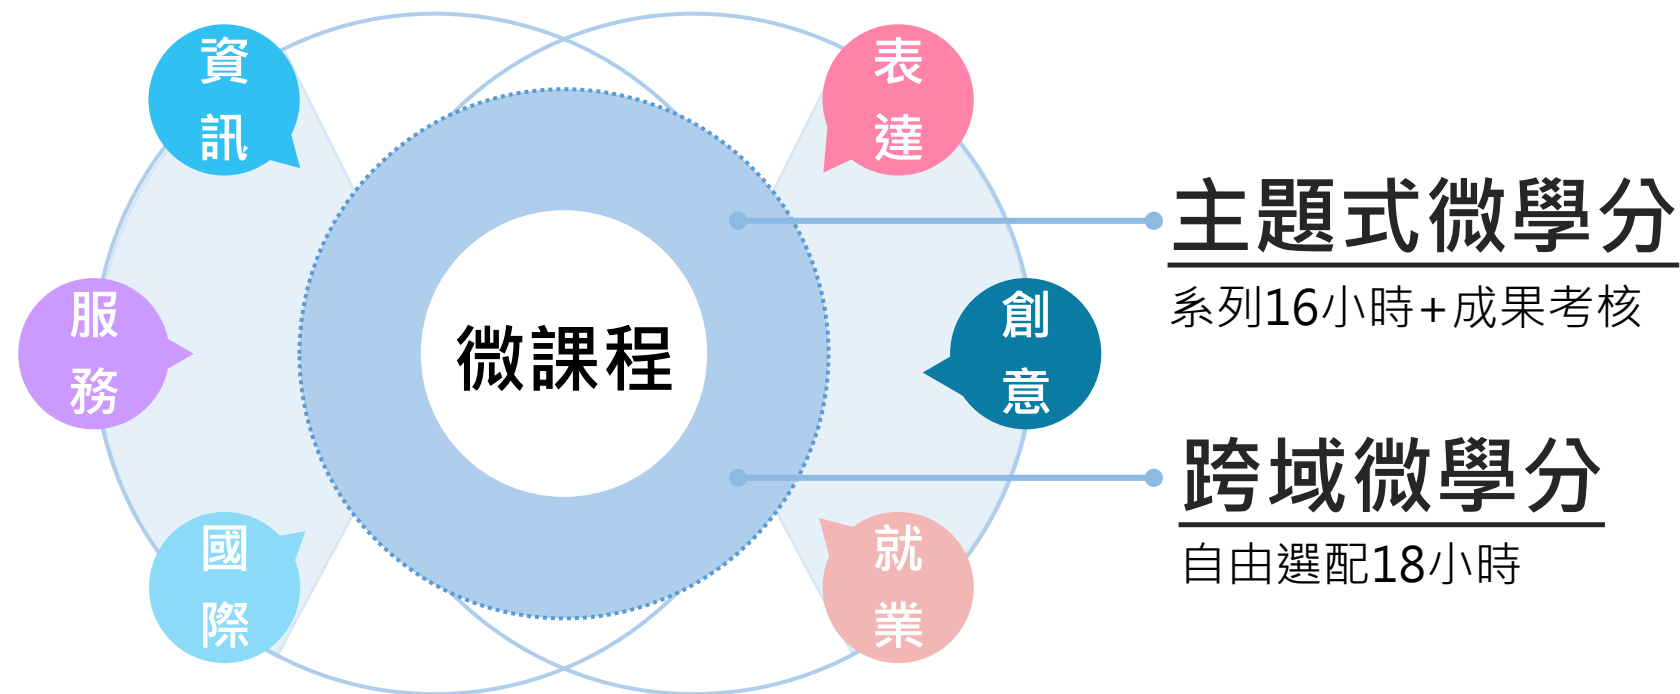 資訊
服務
國際
微課程
表達
創意
就業
主題式微學分
系列16小時+成果考核
跨域微學分
自由選配18小時